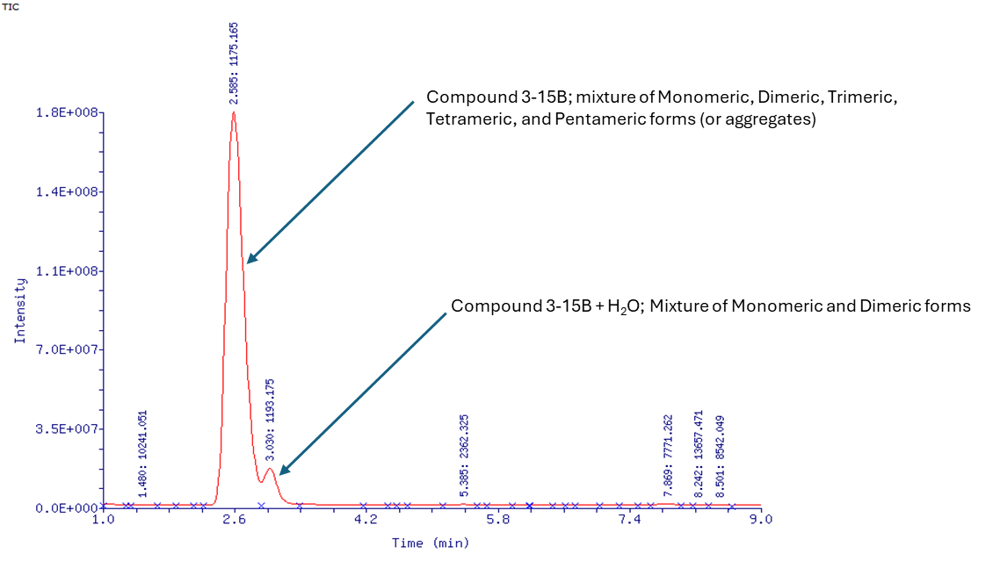 TIC
2.585: 1175.165
Compound 3-15B; mixture of Monomeric, Dimeric, Trimeric,
Tetrameric, and Pentameric forms (or aggregates)
1.8E+008
1.4E+008
1.1E+008
Intensity
Compound 3-15B + H₂O; Mixture of Monomeric and Dimeric forms
7.0E+007
3.030: 1193.175
3.5E+007
1.480: 10241.051
5.385: 2362.325
7.869: 7771.262
8.242: 13657.471
8.501: 8542.049
0.0E+000
1.0 2.6 4.2 5.8 7.4 9.0
Time (min)